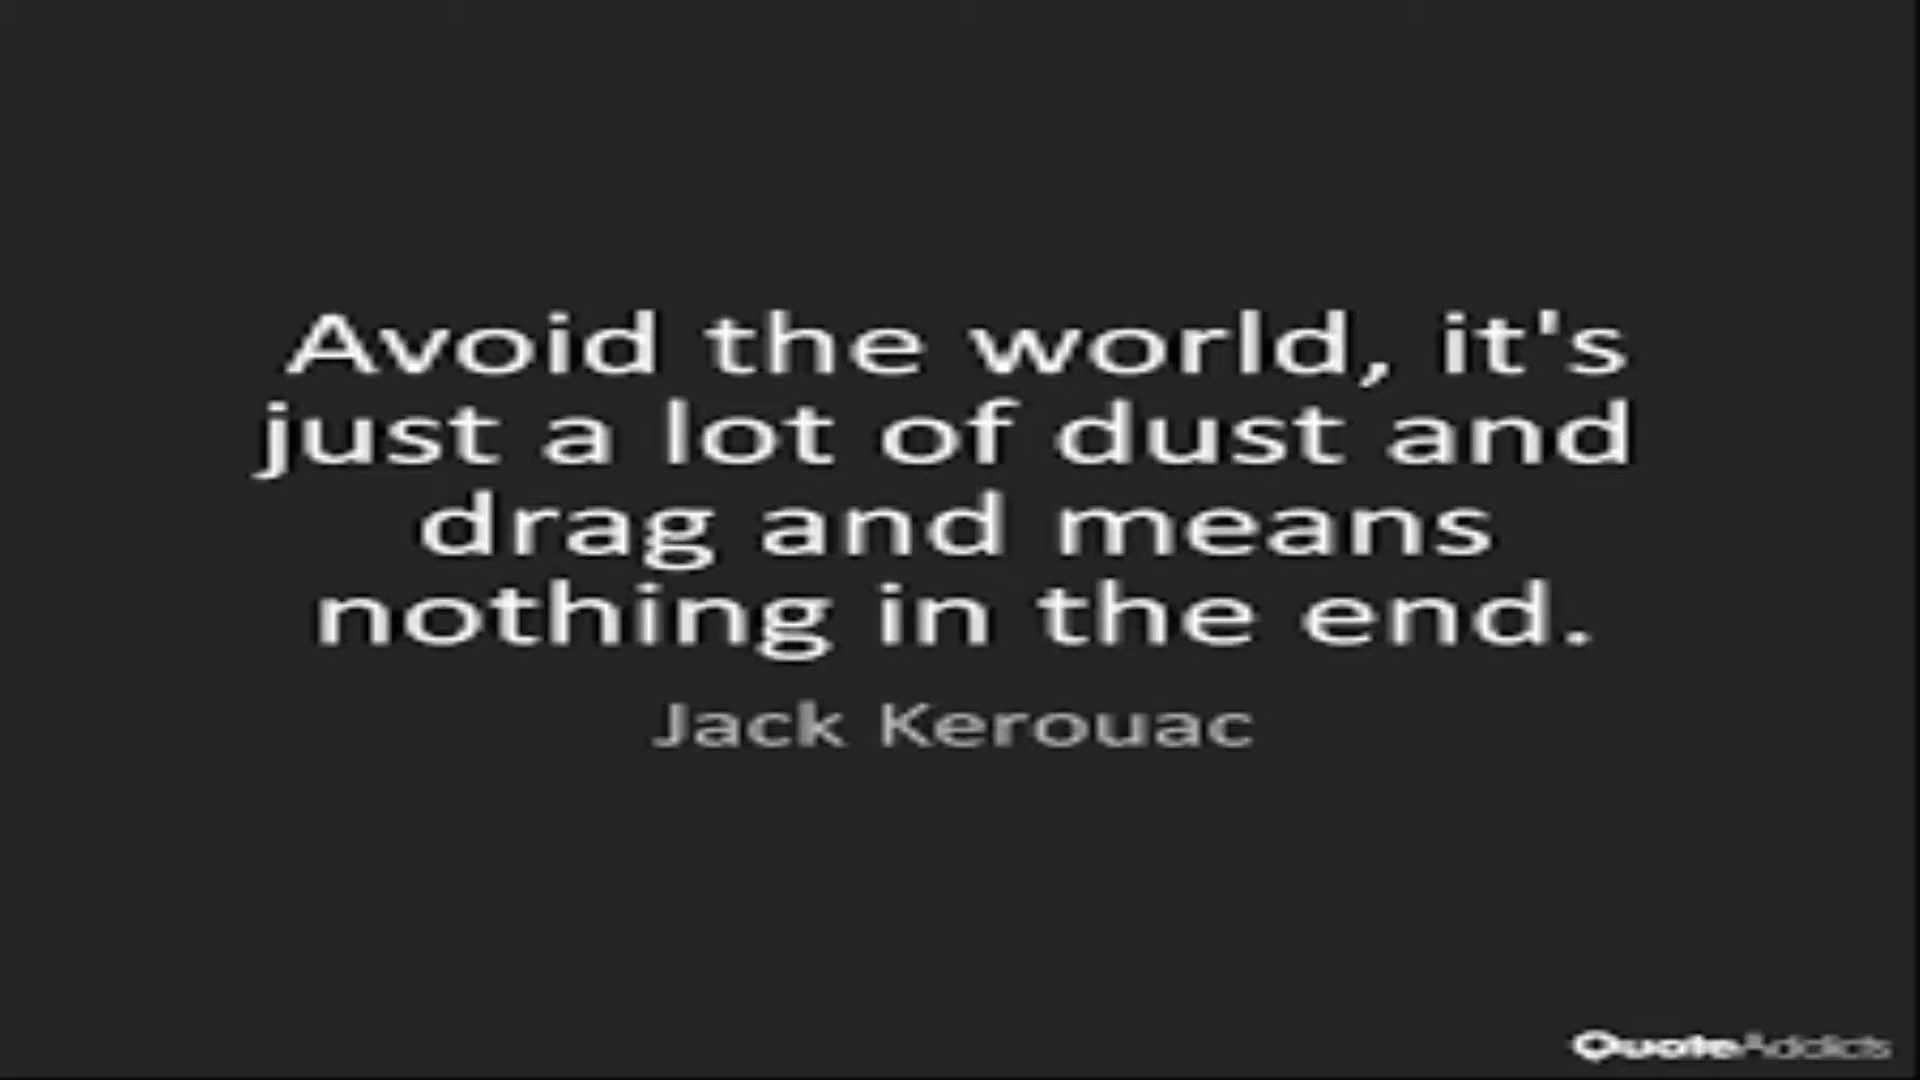 Avoid the world, it's
just a lot of dust and
drag and means
nothing in the end.
Jack Kerouac
QuoteAddicts